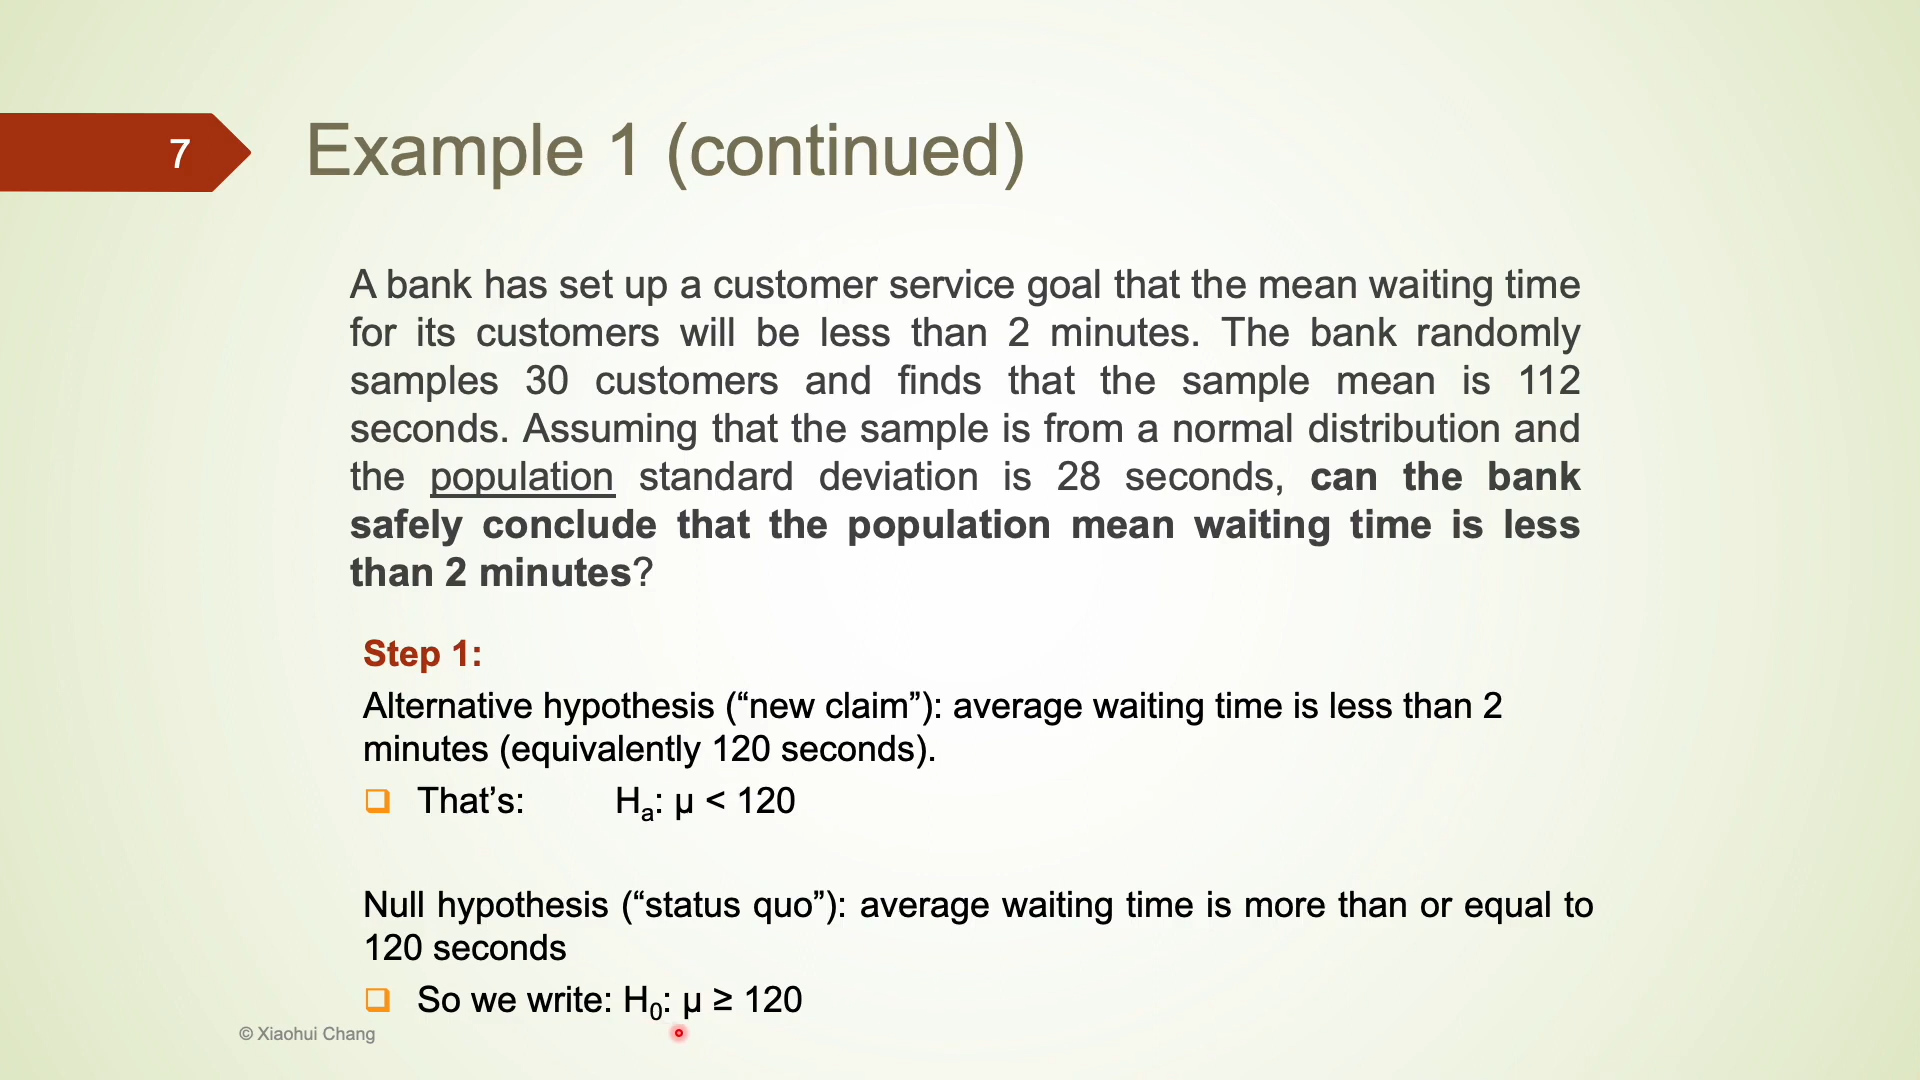 7
Example 1 (continued)
A bank has set up a customer service goal that the mean waiting time
for its customers will be less than 2 minutes. The bank randomly
samples 30 customers and finds that the sample mean is 112
seconds. Assuming that the sample is from a normal distribution and
the population standard deviation is 28 seconds, can the bank
safely conclude that the population mean waiting time is less
than 2 minutes?
Step 1:
Alternative hypothesis (“new claim”): average waiting time is less than 2
minutes (equivalently 120 seconds).
❑ That’s: Hₐ: μ < 120
Null hypothesis (“status quo”): average waiting time is more than or equal to
120 seconds
❑ So we write: H₀: μ ≥ 120
© Xiaohui Chang